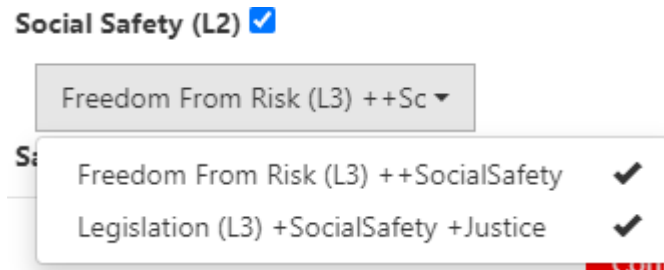 Social Safety (L2)
Freedom From Risk (L3) ++Sc
Freedom From Risk (L3) ++SocialSafety
Legislation (L3) +SocialSafety +Justice